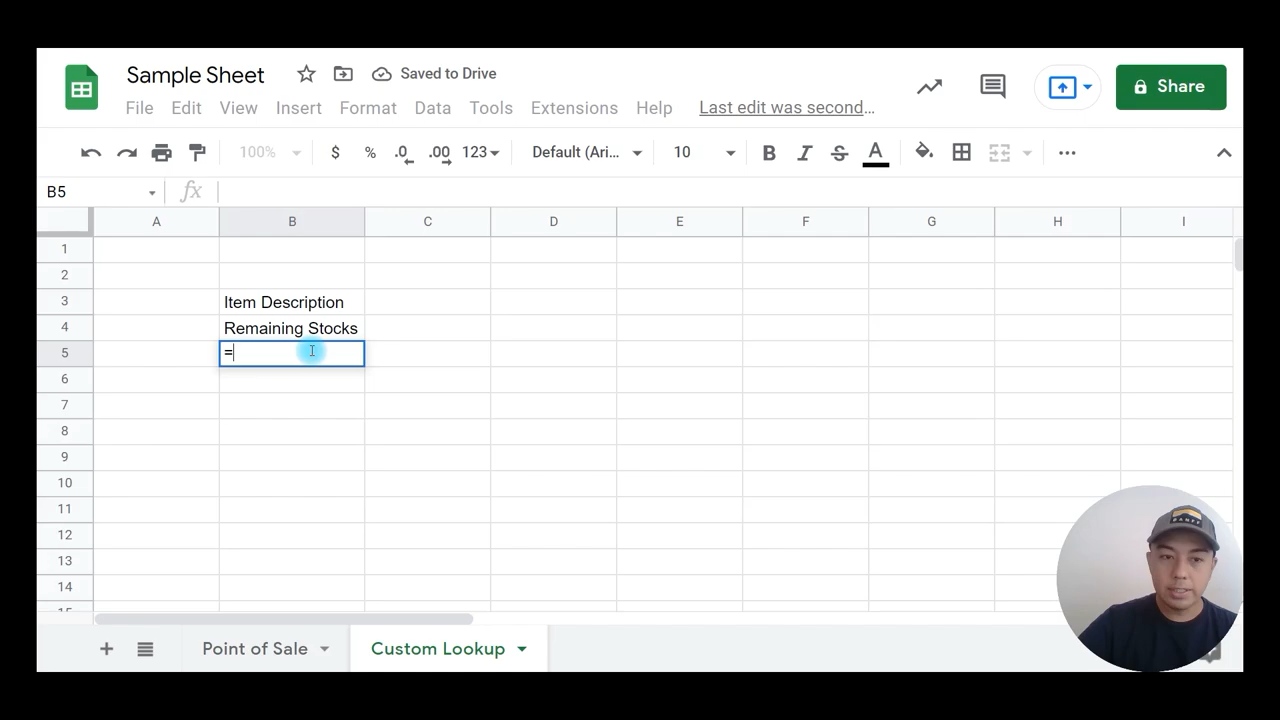 Sample Sheet Saved to Drive
File Edit View Insert Format Data Tools Extensions Help Last edit was second...
Share
100% $ % .0 .00 123 Default (Ari... 10 B I S A
B5 fx
A B C D E F G H I
1
2
3 Item Description
4 Remaining Stocks
5 =
6
7
8
9
10
11
12
13
14
15
+ Point of Sale Custom Lookup